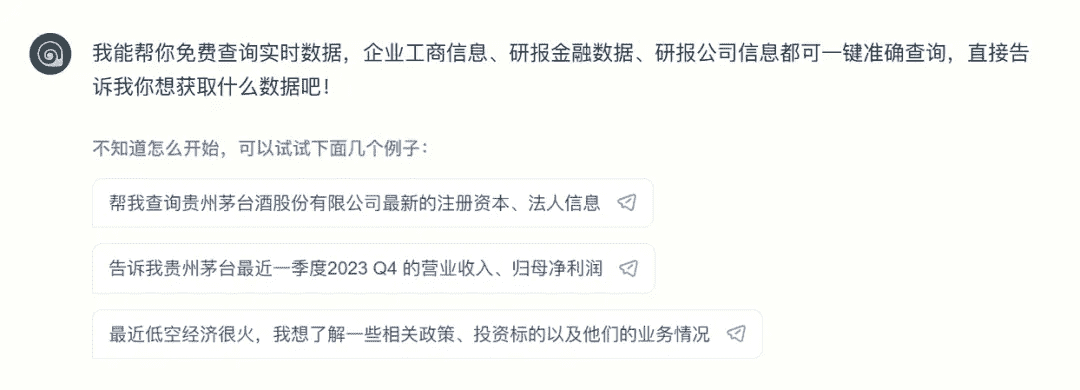 我能帮你免费查询实时数据，企业工商信息、研报金融数据、研报公司信息都可一键准确查询，直接告
诉我你想获取什么数据吧！
不知道怎么开始，可以试试下面几个例子：
帮我查询贵州茅台酒股份有限公司最新的注册资本、法人信息
告诉我贵州茅台最近一季度2023 Q4 的营业收入、归母净利润
最近低空经济很火，我想了解一些相关政策、投资标的以及他们的业务情况